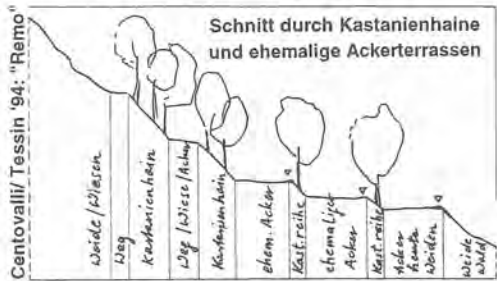 Schnitt durch Kastanienhaine
und ehemalige Ackerterrassen
Centovalli/Tessin '94: "Remo"
Weide/Wiesen
Weg
Kastanienhain
Weg/Wiese/Acker
Kastanienhain
ehem. Acker
Kast.reihe
ehemaliger
Acker
Kast.reihe
Acker
heute
Weiden
Weide
Wald